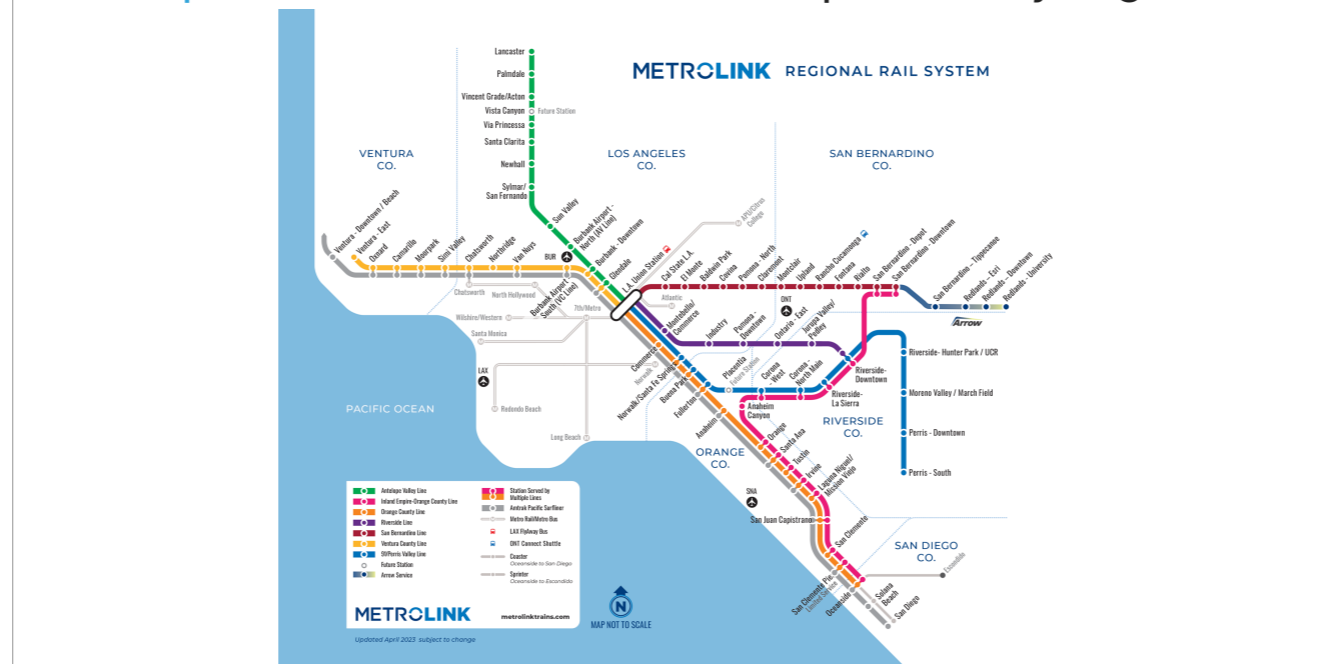 METROLINK REGIONAL RAIL SYSTEM
Lancaster
Palmdale
Vincent Grade/Acton
Vista Canyon
Future Station
Via Princessa
Santa Clarita
Newhall
Sylmar/
San Fernando
VENTURA
CO.
LOS ANGELES
CO.
SAN BERNARDINO
CO.
Ventura - Downtown / Beach
Ventura - East
Oxnard
Camarillo
Moorpark
Simi Valley
Chatsworth
Northridge
Van Nuys
Sun Valley
BUR
Burbank Airport -
North (AV Line)
Burbank - Downtown
Glendale
Burbank Airport -
South (VC Line)
L.A. Union Station
Cal State L.A.
El Monte
Baldwin Park
Covina
Pomona - North
Claremont
Montclair
Upland
Rancho Cucamonga
Fontana
Rialto
San Bernardino - Depot
San Bernardino - Downtown
San Bernardino - Tippecanoe
Redlands - Esri
Redlands - Downtown
Redlands - University
Arrow
APU/Citrus
College
Chatsworth
North Hollywood
Wilshire/Western
7th/Metro
Santa Monica
Atlantic
ONT
Montebello/
Commerce
Industry
Pomona -
Downtown
Ontario - East
Jurupa Valley/
Pedley
Commerce
Norwalk
Norwalk/Santa Fe Springs
Buena Park
Fullerton
Anaheim
Placentia
Future Station
Corona
- West
Corona -
North Main
Riverside-
Downtown
Riverside-
La Sierra
Riverside- Hunter Park / UCR
Moreno Valley / March Field
Perris - Downtown
Perris - South
LAX
Redondo Beach
Long Beach
PACIFIC OCEAN
Anaheim
Canyon
RIVERSIDE
CO.
ORANGE
CO.
Orange
Santa Ana
Tustin
Irvine
Laguna Niguel/
Mission Viejo
SNA
San Juan Capistrano
San Clemente
San Clemente Pier
Limited Service
Oceanside
SAN DIEGO
CO.
Escondido
Solana
Beach
San Diego
Antelope Valley Line
Inland Empire-Orange County Line
Orange County Line
Riverside Line
San Bernardino Line
Ventura County Line
91/Perris Valley Line
Future Station
Arrow Service
Station Served by
Multiple Lines
Amtrak Pacific Surfliner
Metro Rail/Metro Bus
LAX FlyAway Bus
ONT Connect Shuttle
Coaster
Oceanside to San Diego
Sprinter
Oceanside to Escondido
METROLINK
metrolinktrains.com
N
MAP NOT TO SCALE
Updated April 2023 subject to change